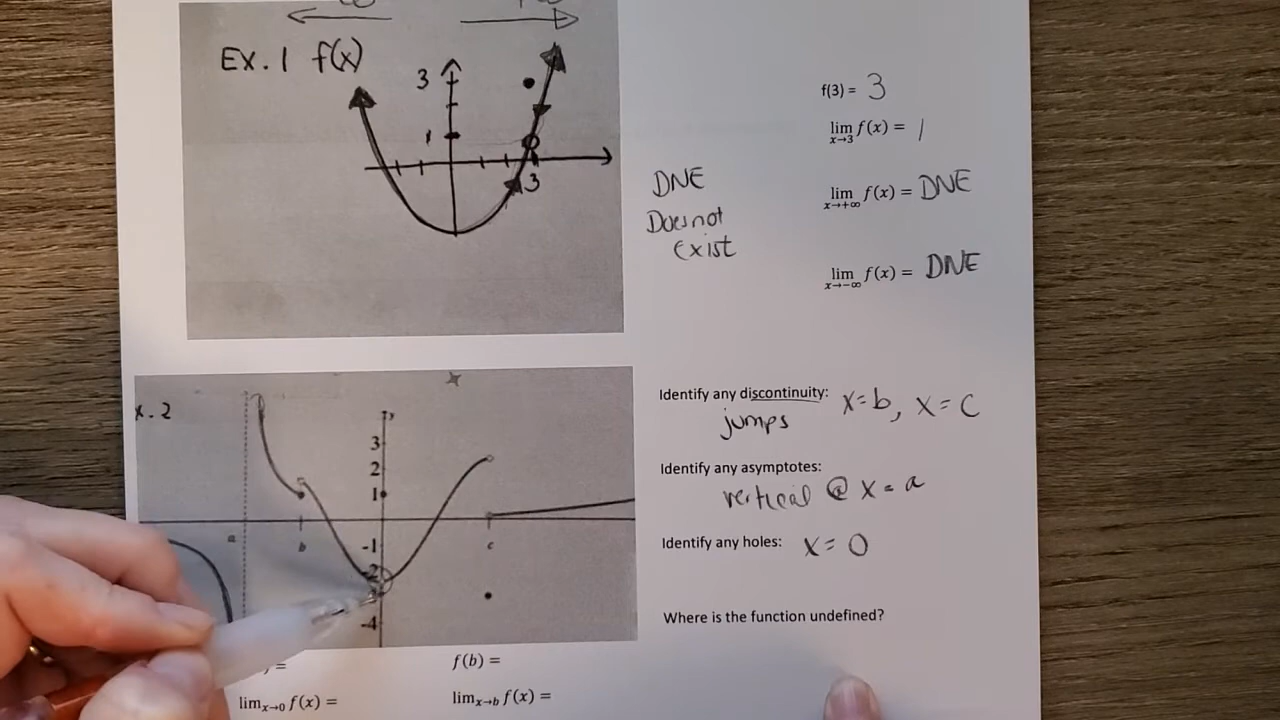 Ex. 1 f(x)
3
1
3
f(3) = 3
lim f(x) = 1
x→3
DNE
Does not
Exist
lim f(x) = DNE
x→+∞
lim f(x) = DNE
x→-∞
x. 2
y
3
2
1
a
b
c
-1
-2
-4
Identify any discontinuity: x=b, x=c
jumps
Identify any asymptotes:
vertical @ x=a
Identify any holes: x=0
Where is the function undefined?
f(b) =
limx→0 f(x) =
limx→b f(x) =